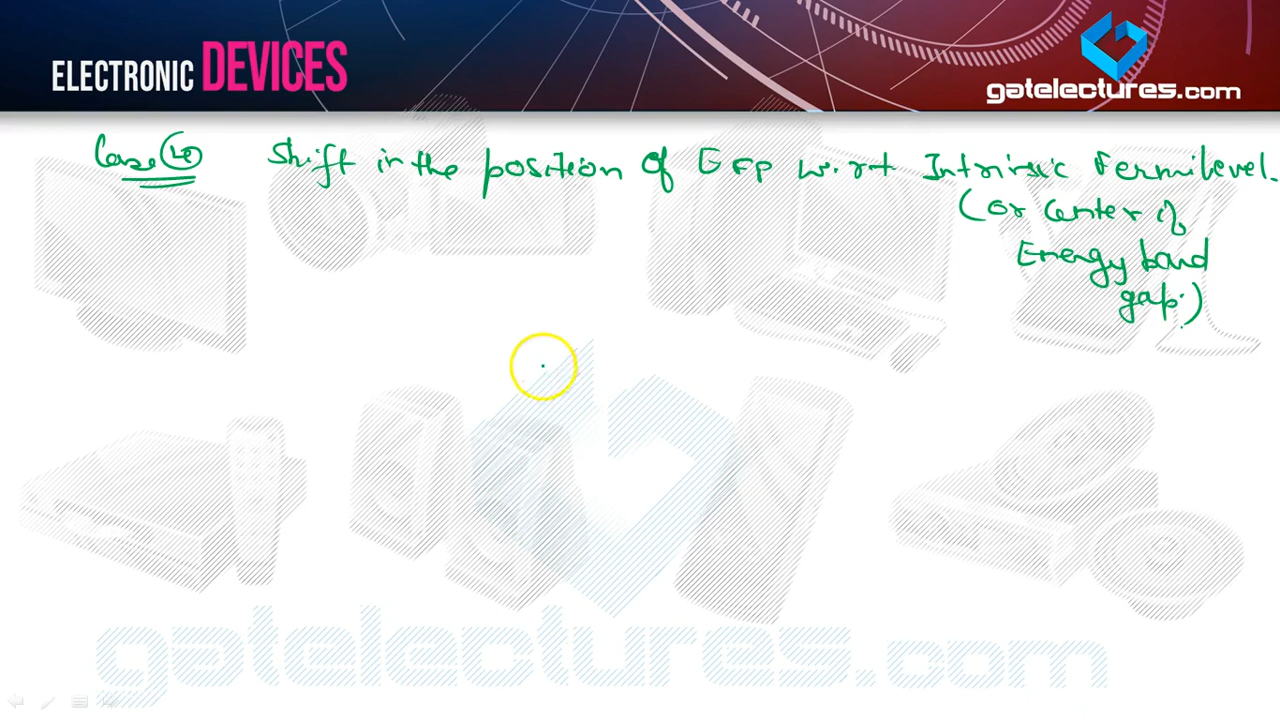 ELECTRONIC DEVICES
gatelectures.com
Case Shift in the position of EFP w.r.t Intrinsic Fermilevel.
(or center of
Energy band
gap.)
gatelectures.com